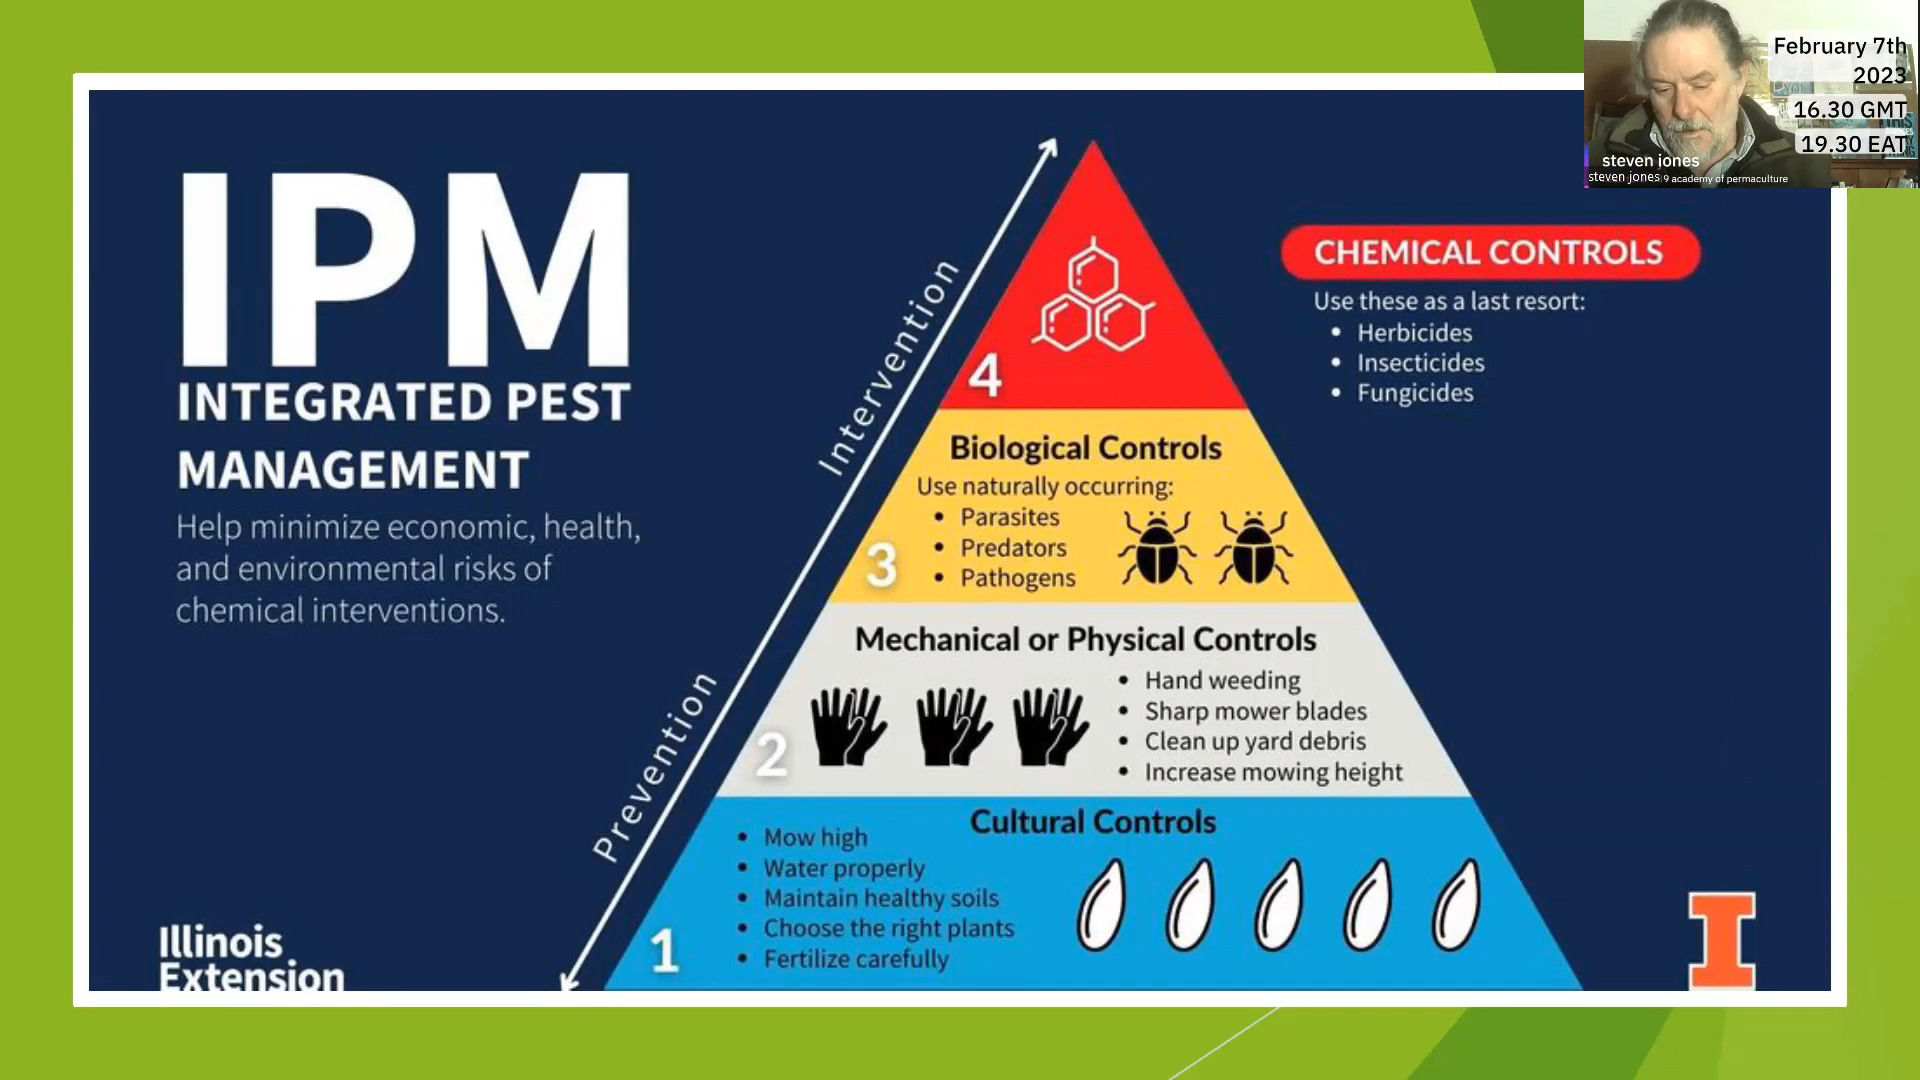 February 7th
2023
16.30 GMT
19.30 EAT
steven jones
steven jones 9 academy of permaculture
IPM
INTEGRATED PEST
MANAGEMENT
Help minimize economic, health,
and environmental risks of
chemical interventions.
Illinois
Extension
Intervention
Prevention
4
CHEMICAL CONTROLS
Use these as a last resort:
• Herbicides
• Insecticides
• Fungicides
Biological Controls
Use naturally occurring:
• Parasites
• Predators
• Pathogens
3
Mechanical or Physical Controls
• Hand weeding
• Sharp mower blades
• Clean up yard debris
• Increase mowing height
2
Cultural Controls
• Mow high
• Water properly
• Maintain healthy soils
• Choose the right plants
• Fertilize carefully
1
I